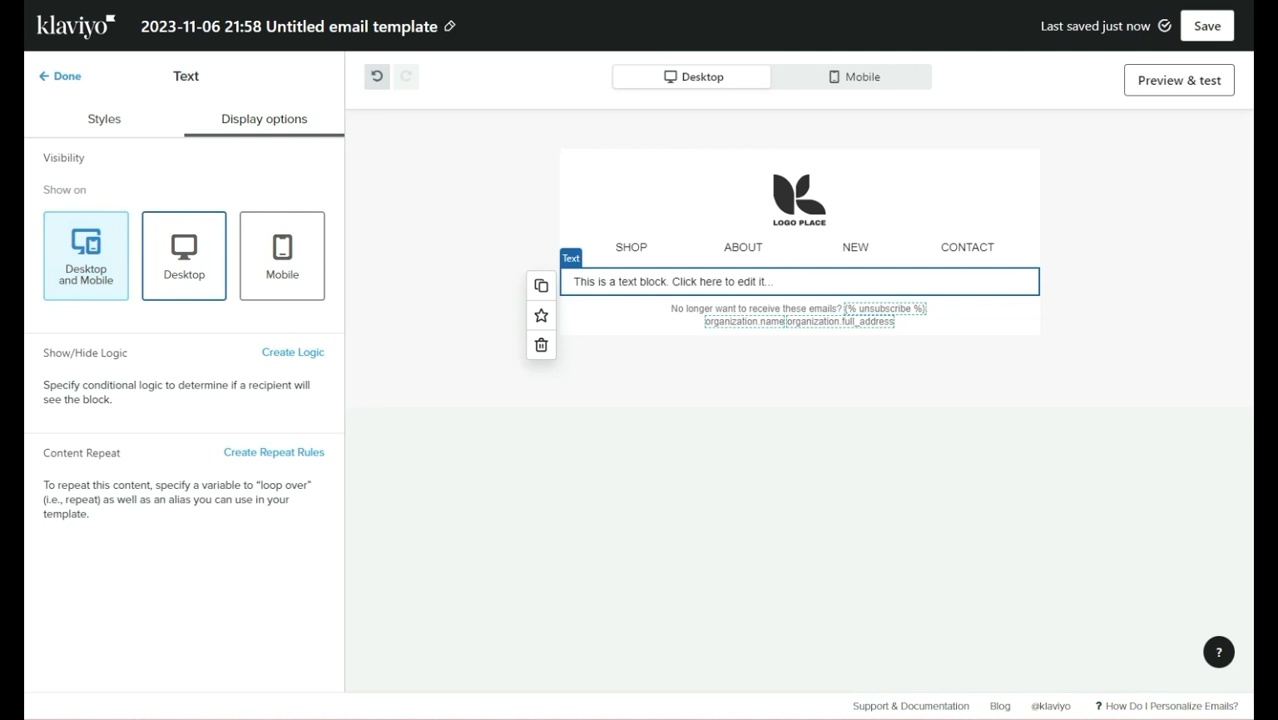 klaviyo
2023-11-06 21:58 Untitled email template
Last saved just now
Save
Done
Text
Desktop
Mobile
Preview & test
Styles
Display options
Visibility
Show on
Desktop and Mobile
Desktop
Mobile
Show/Hide Logic
Create Logic
Specify conditional logic to determine if a recipient will
see the block.
Content Repeat
Create Repeat Rules
To repeat this content, specify a variable to “loop over”
(i.e., repeat) as well as an alias you can use in your
template.
LOGO PLACE
SHOP
ABOUT
NEW
CONTACT
Text
This is a text block. Click here to edit it...
No longer want to receive these emails? {% unsubscribe %}
organization.name organization.full_address
?
Support & Documentation
Blog
@klaviyo
? How Do I Personalize Emails?